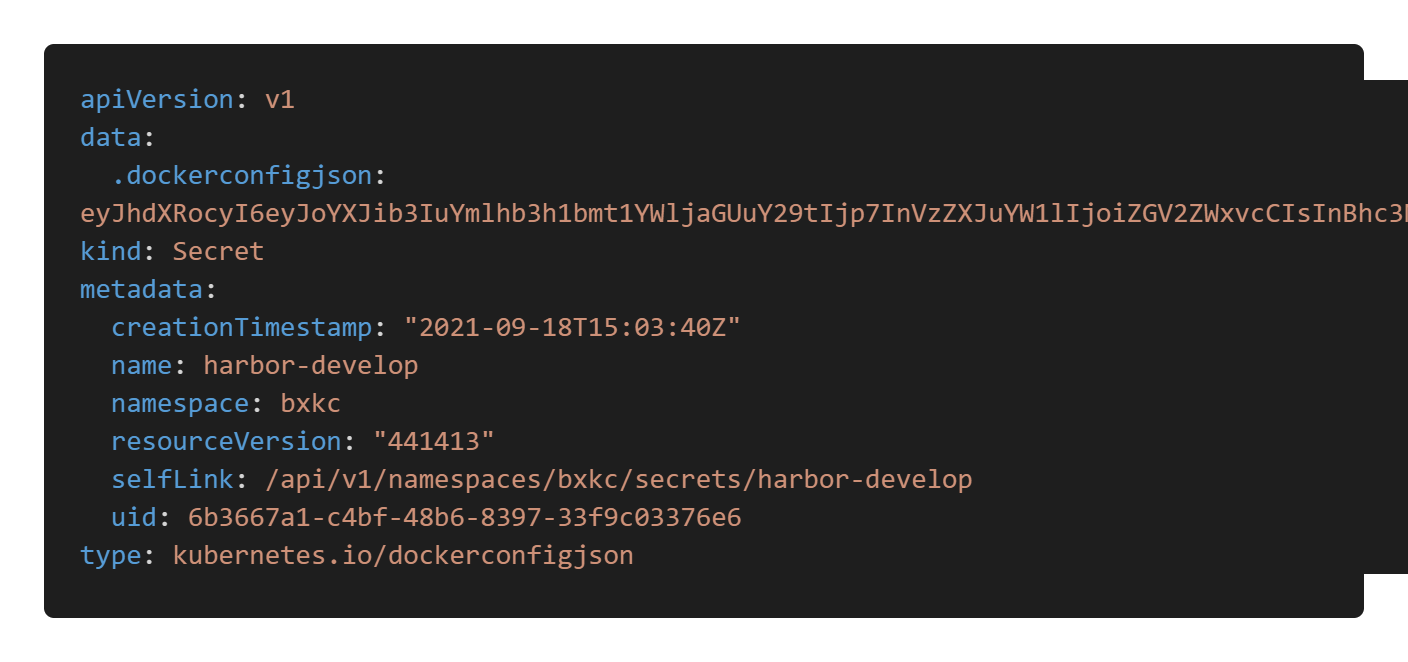 apiVersion: v1
data:
  .dockerconfigjson:
eyJhdXRocyI6eyJoYXJib3IuYmlhb3h1bmt1YWljaGUuY29tIjp7InVzZXJuYW1lIjoiZGV2ZWxvcCIsInBhc3
kind: Secret
metadata:
  creationTimestamp: "2021-09-18T15:03:40Z"
  name: harbor-develop
  namespace: bxkc
  resourceVersion: "441413"
  selfLink: /api/v1/namespaces/bxkc/secrets/harbor-develop
  uid: 6b3667a1-c4bf-48b6-8397-33f9c03376e6
type: kubernetes.io/dockerconfigjson